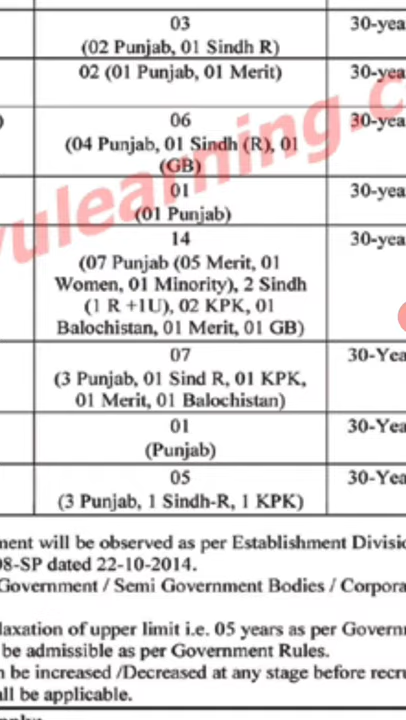 03
(02 Punjab, 01 Sindh R)
30-yea
02 (01 Punjab, 01 Merit)
30-yea
)
06
(04 Punjab, 01 Sindh (R), 01
(GB)
30-yea
01
(01 Punjab)
30-yea
14
(07 Punjab (05 Merit, 01
Women, 01 Minority), 2 Sindh
(1 R +1U), 02 KPK, 01
Balochistan, 01 Merit, 01 GB)
30-yea
07
(3 Punjab, 01 Sind R, 01 KPK,
01 Merit, 01 Balochistan)
30-Yea
01
(Punjab)
30-Yea
05
(3 Punjab, 1 Sindh-R, 1 KPK)
30-Yea
nent will be observed as per Establishment Divisio
98-SP dated 22-10-2014.
Government / Semi Government Bodies / Corpora
laxation of upper limit i.e. 05 years as per Govern
be admissible as per Government Rules.
n be increased /Decreased at any stage before recru
all be applicable.
vulearning.c